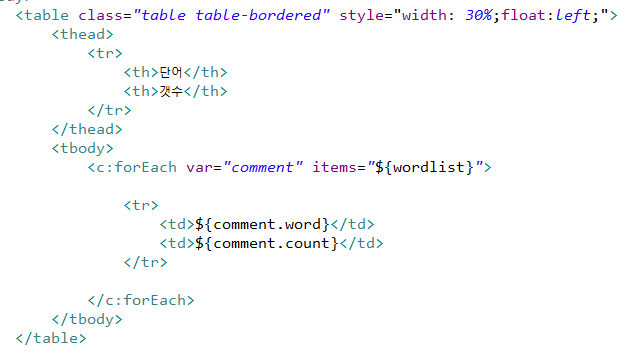 <table class="table table-bordered" style="width: 30%;float:left;">
<thead>
<tr>
<th>단어</th>
<th>갯수</th>
</tr>
</thead>
<tbody>
<c:forEach var="comment" items="${wordlist}">
<tr>
<td>${comment.word}</td>
<td>${comment.count}</td>
</tr>
</c:forEach>
</tbody>
</table>